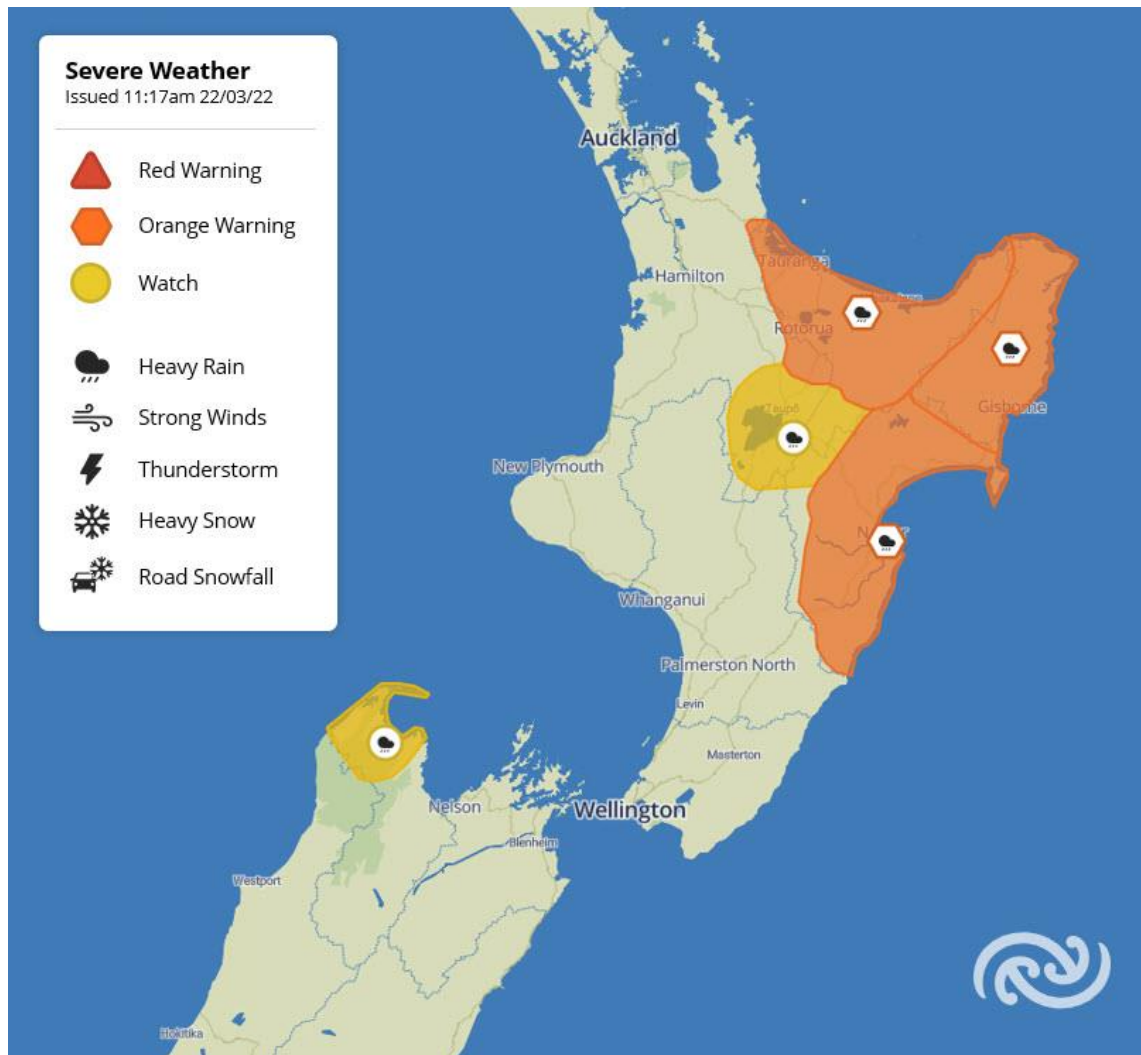 Severe Weather
Issued 11:17am 22/03/22
Red Warning
Orange Warning
Watch
Heavy Rain
Strong Winds
Thunderstorm
Heavy Snow
Road Snowfall
Auckland
Tauranga
Hamilton
Rotorua
Taupō
Gisborne
New Plymouth
Whanganui
Palmerston North
Levin
Masterton
Nelson
Wellington
Blenheim
Westport
Hokitika